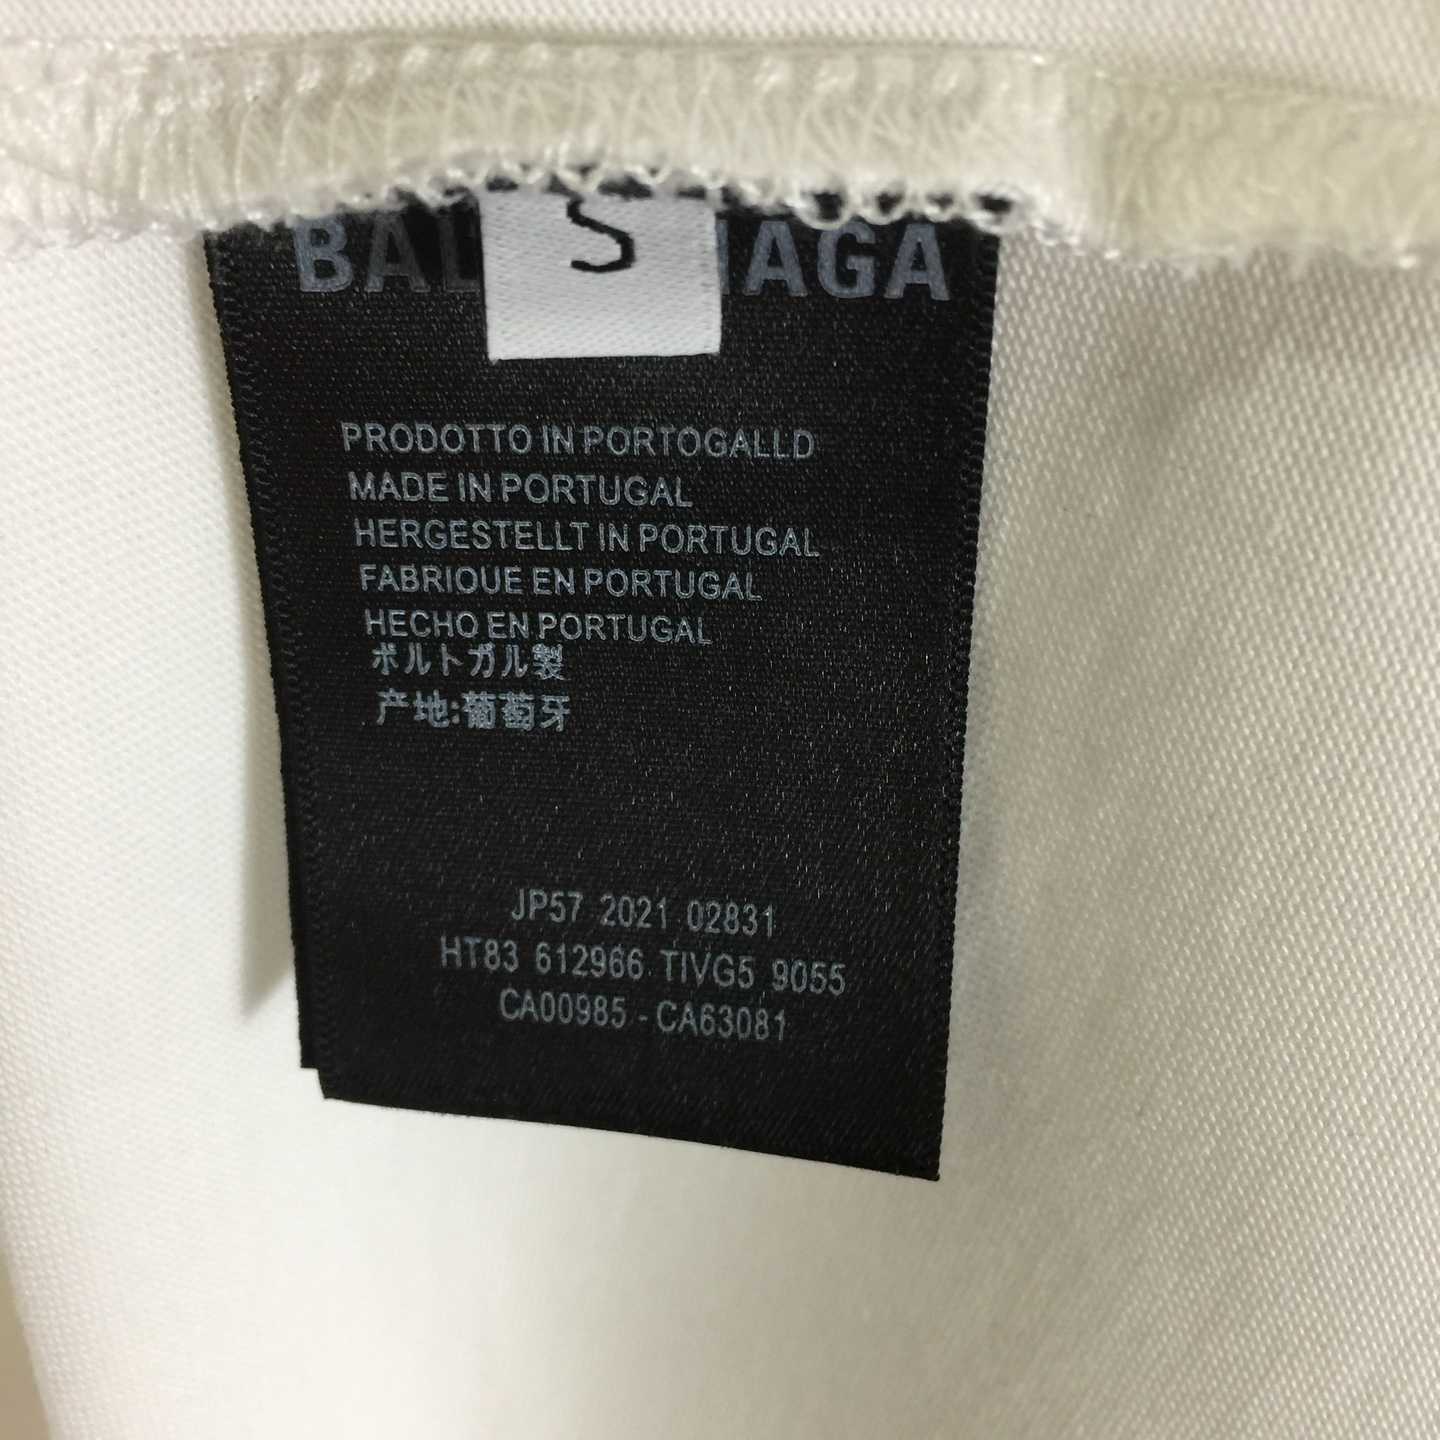 S
BAL AGA
PRODOTTO IN PORTOGALLD
MADE IN PORTUGAL
HERGESTELLT IN PORTUGAL
FABRIOUE EN PORTUGAL
HECHO EN PORTUGAL
ポルトガル製
产地:葡萄牙
JP57 2021 02831
HT83 612966 TIVG5 9055
CA00985 - CA63081